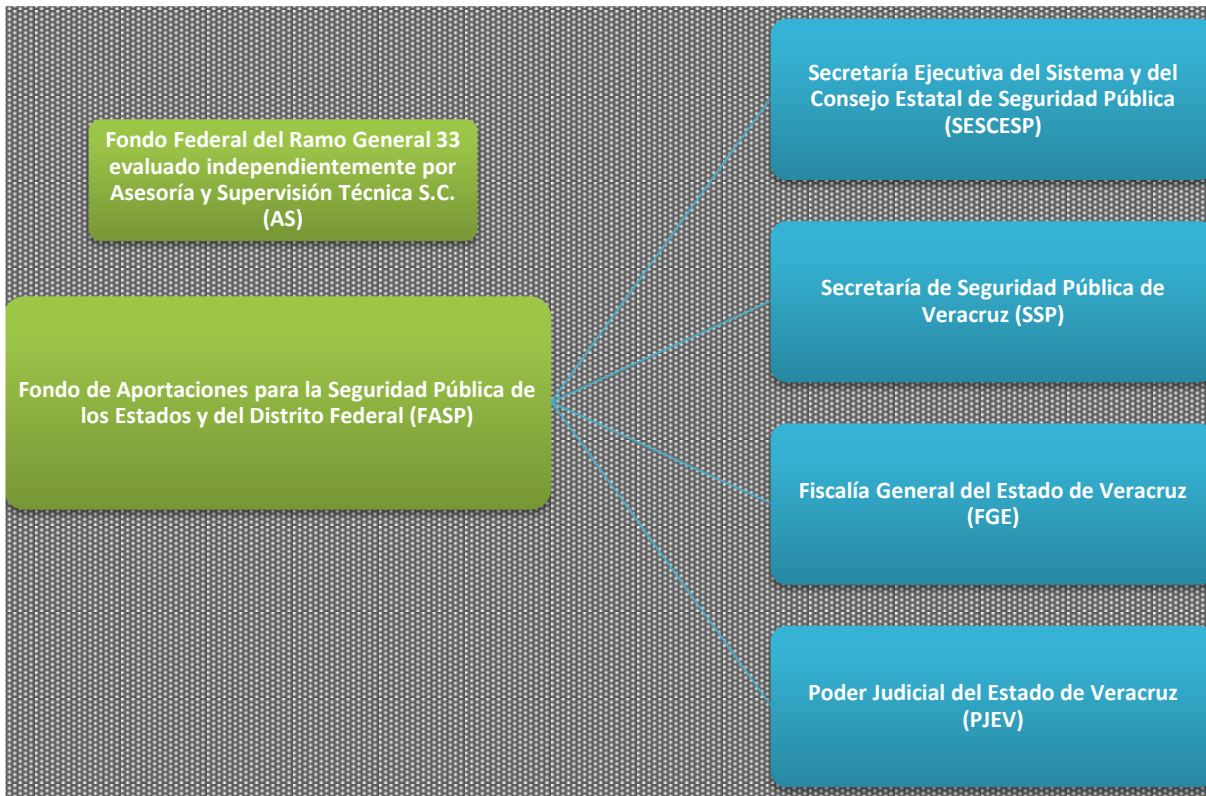 Fondo Federal del Ramo General 33
evaluado independientemente por
Asesoría y Supervisión Técnica S.C.
(AS)
Fondo de Aportaciones para la Seguridad Pública de
los Estados y del Distrito Federal (FASP)
Secretaría Ejecutiva del Sistema y del
Consejo Estatal de Seguridad Pública
(SESCESP)
Secretaría de Seguridad Pública de
Veracruz (SSP)
Fiscalía General del Estado de Veracruz
(FGE)
Poder Judicial del Estado de Veracruz
(PJEV)